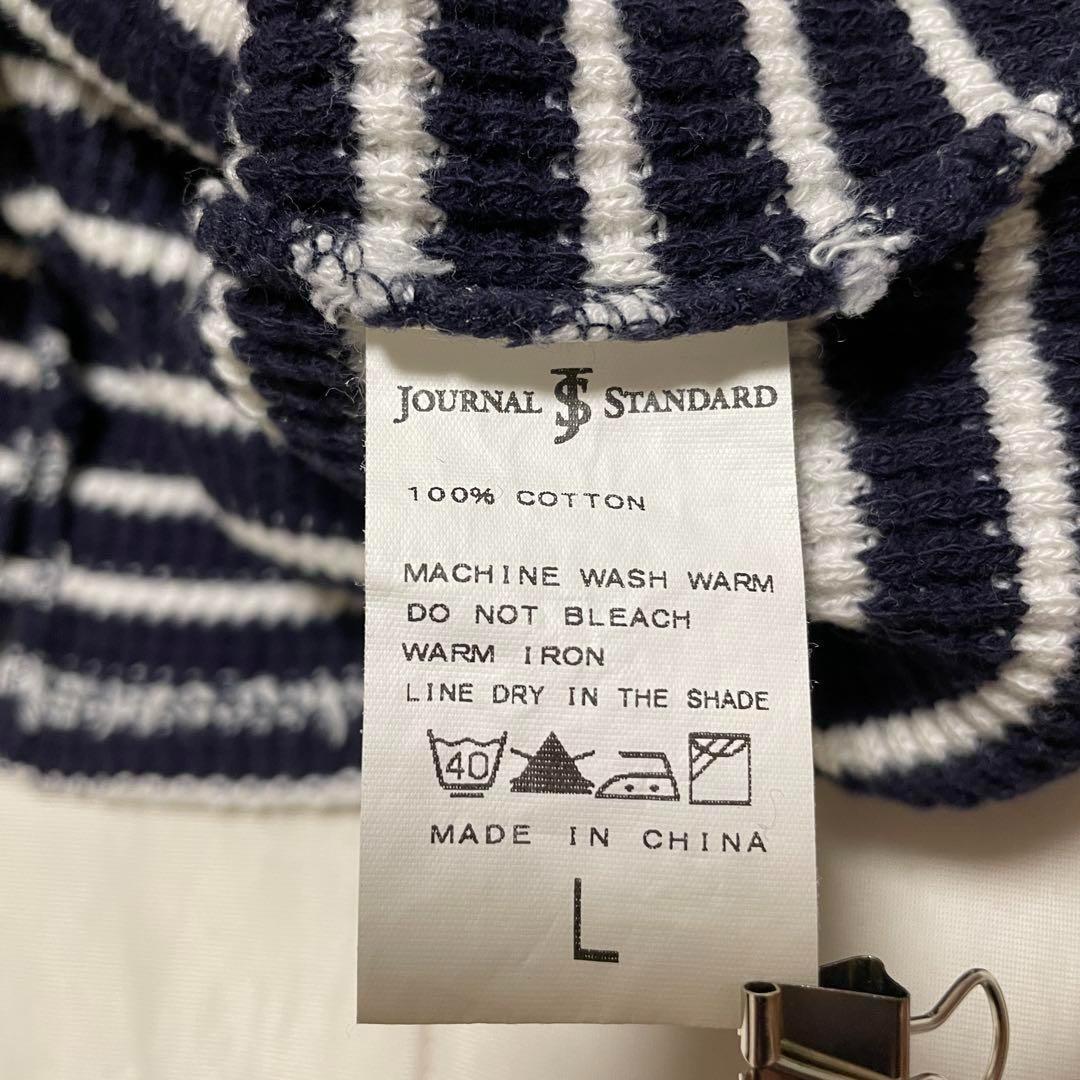 JOURNAL JS STANDARD
100% COTTON
MACHINE WASH WARM
DO NOT BLEACH
WARM IRON
LINE DRY IN THE SHADE
40
MADE IN CHINA
L